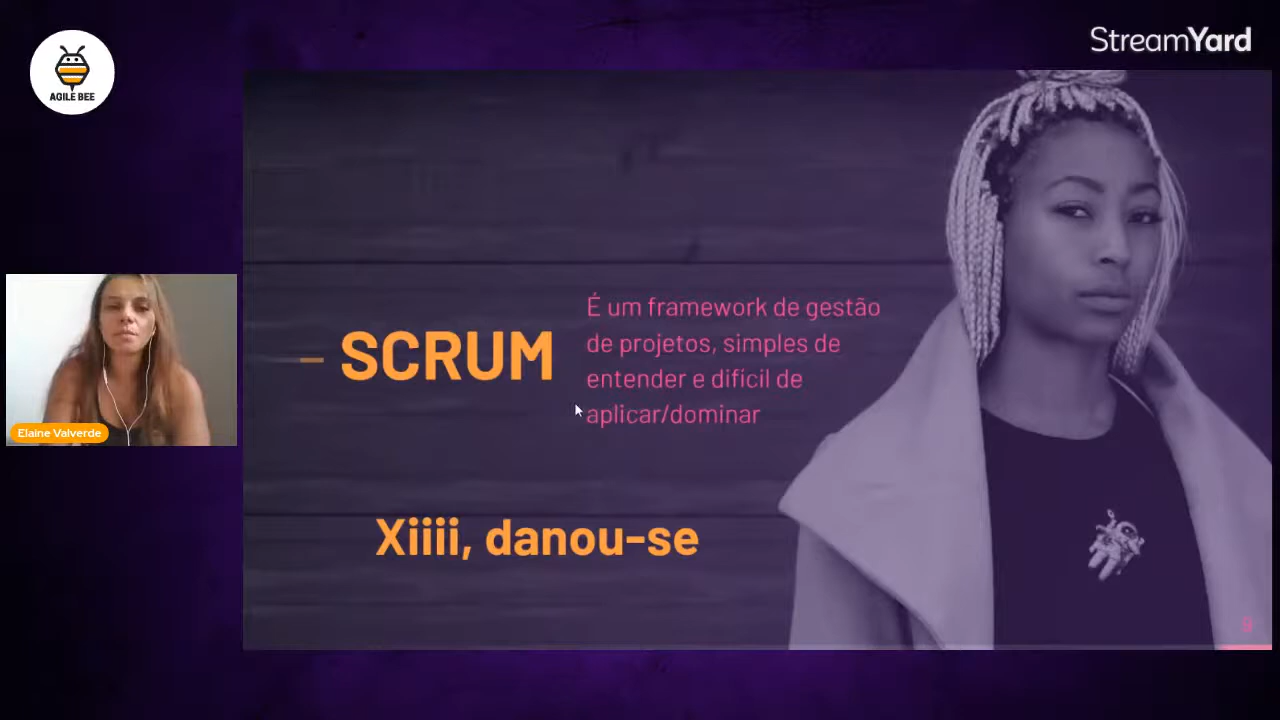 AGILE BEE
StreamYard
SCRUM
É um framework de gestão
de projetos, simples de
entender e difícil de
aplicar/dominar
Xiiii, danou-se
Elaine Valverde
9